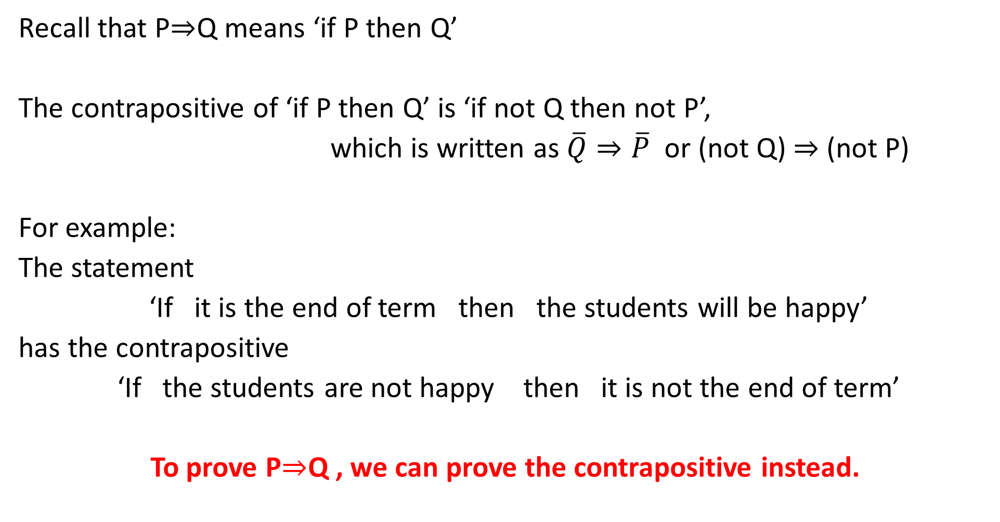 Recall that P⇒Q means ‘if P then Q’
The contrapositive of ‘if P then Q’ is ‘if not Q then not P’,
which is written as Q̄ ⇒ P̄ or (not Q) ⇒ (not P)
For example:
The statement
‘If it is the end of term then the students will be happy’
has the contrapositive
‘If the students are not happy then it is not the end of term’
To prove P⇒Q , we can prove the contrapositive instead.